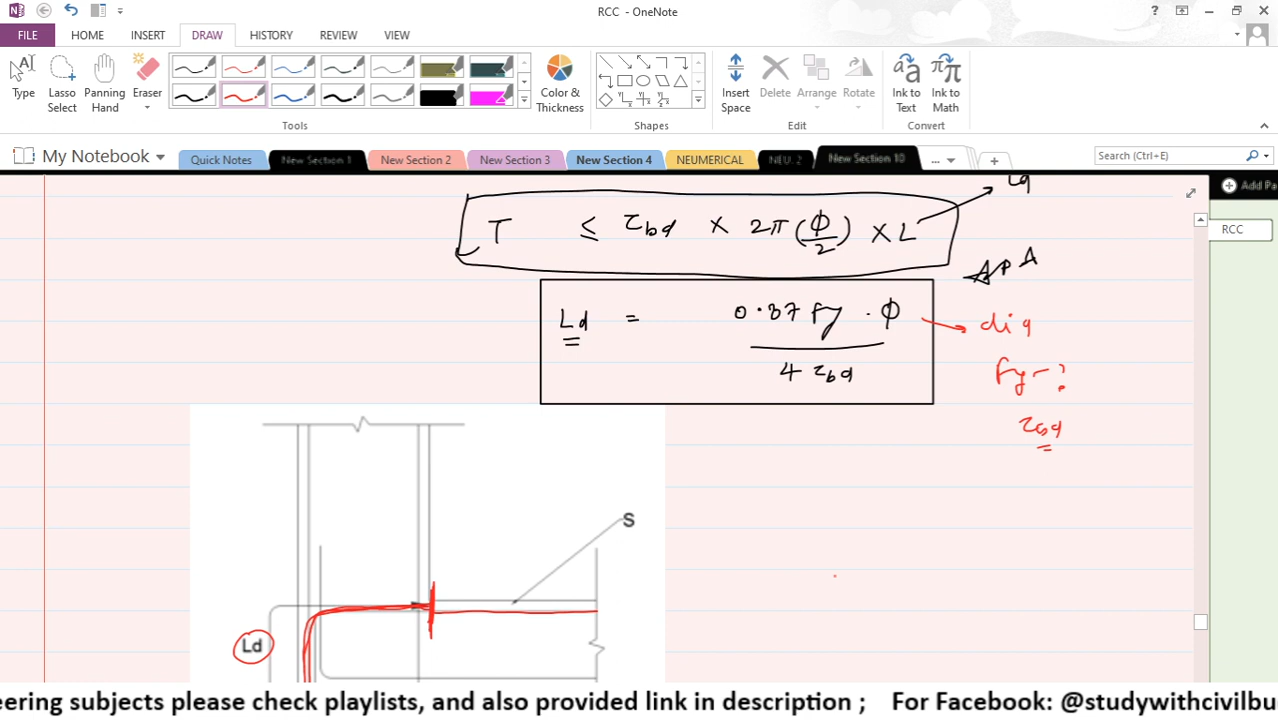 RCC - OneNote
FILE HOME INSERT DRAW HISTORY REVIEW VIEW
Type
Lasso Select
Panning Hand
Eraser
Color & Thickness
Insert Space
Delete
Arrange
Rotate
Ink to Text
Ink to Math
Tools Shapes Edit Convert
My Notebook Quick Notes New Section 1 New Section 2 New Section 3 New Section 4 NEUMERICAL NEU. 2 New Section 10 ... + Search (Ctrl+E)
Add Pa
RCC
T ≤ τbd × 2π(ϕ/2) × L
Ld = 0.87 fy . ϕ / 4 τbd
dia
fy - ?
τbd
S
Ld
eering subjects please check playlists, and also provided link in description ; For Facebook: @studywithcivilbu